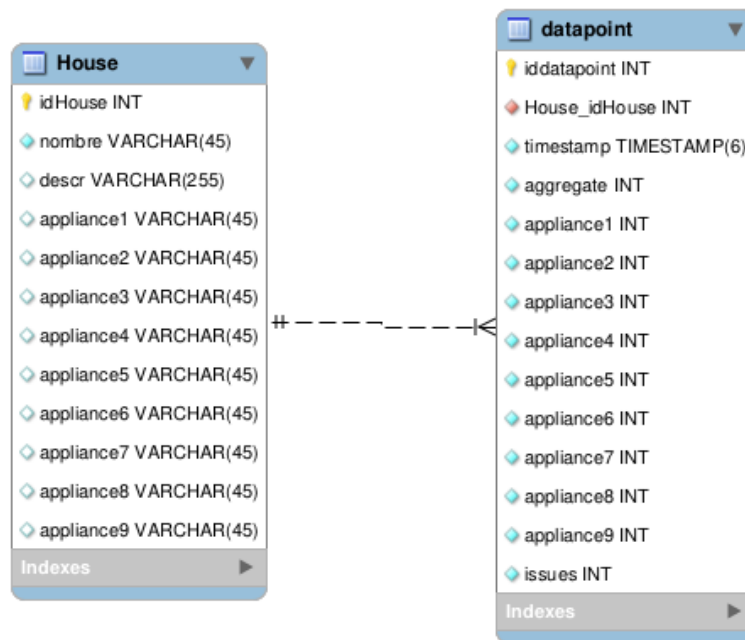 House
idHouse INT
nombre VARCHAR(45)
descr VARCHAR(255)
appliance1 VARCHAR(45)
appliance2 VARCHAR(45)
appliance3 VARCHAR(45)
appliance4 VARCHAR(45)
appliance5 VARCHAR(45)
appliance6 VARCHAR(45)
appliance7 VARCHAR(45)
appliance8 VARCHAR(45)
appliance9 VARCHAR(45)
Indexes
datapoint
iddatapoint INT
House_idHouse INT
timestamp TIMESTAMP(6)
aggregate INT
appliance1 INT
appliance2 INT
appliance3 INT
appliance4 INT
appliance5 INT
appliance6 INT
appliance7 INT
appliance8 INT
appliance9 INT
issues INT
Indexes